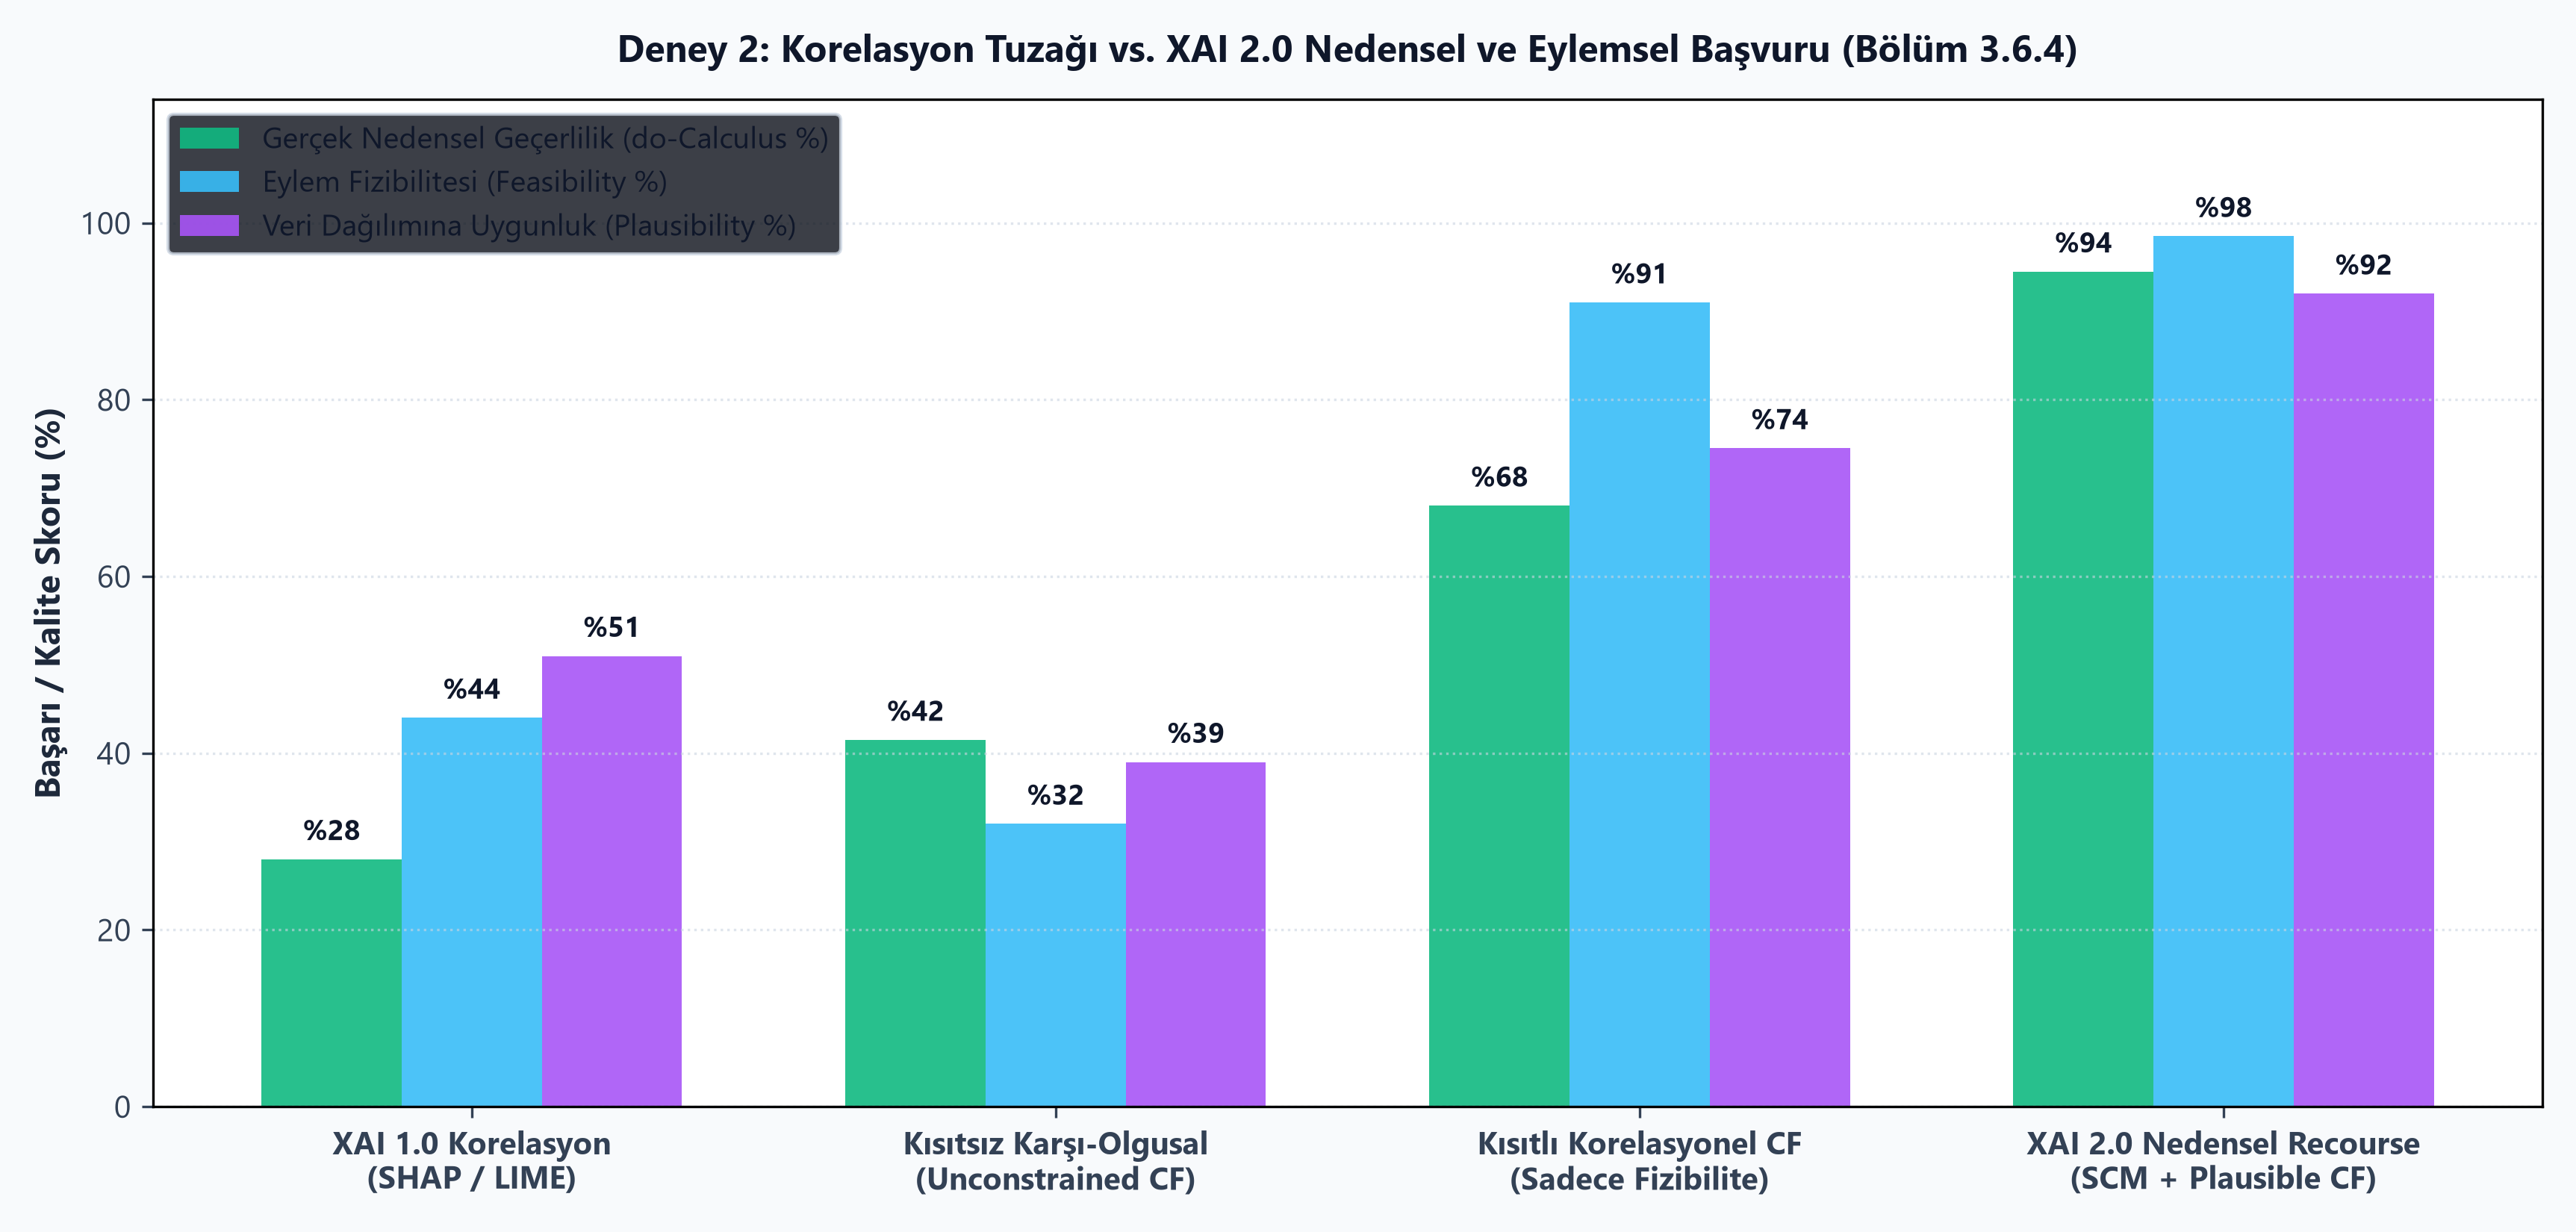 Deney 2: Korelasyon Tuzağı vs. XAI 2.0 Nedensel ve Eylemsel Başvuru (Bölüm 3.6.4)
Gerçek Nedensel Geçerlilik (do-Calculus %)
Eylem Fizibilitesi (Feasibility %)
Veri Dağılımına Uygunluk (Plausibility %)
Başarı / Kalite Skoru (%)
100
80
60
40
20
0
%28
%44
%51
%42
%32
%39
%68
%91
%74
%94
%98
%92
XAI 1.0 Korelasyon
(SHAP / LIME)
Kısıtsız Karşı-Olgusal
(Unconstrained CF)
Kısıtlı Korelasyonel CF
(Sadece Fizibilite)
XAI 2.0 Nedensel Recourse
(SCM + Plausible CF)